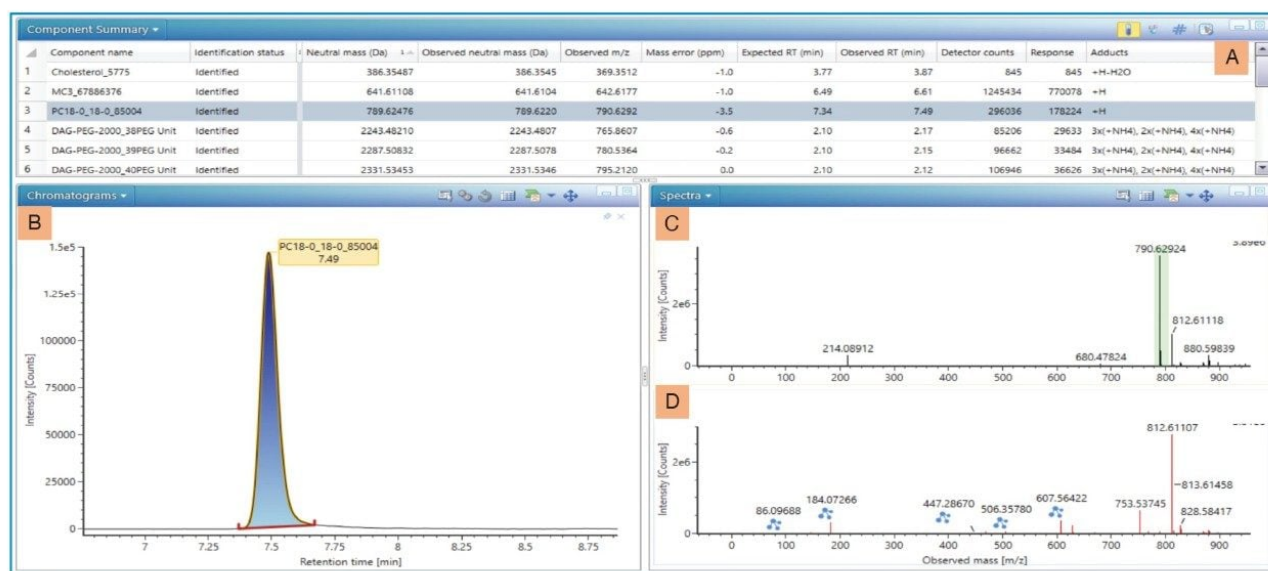 Component Summary
Component name Identification status Neutral mass (Da) Observed neutral mass (Da) Observed m/z Mass error (ppm) Expected RT (min) Observed RT (min) Detector counts Response Adducts
A
1 Cholesterol_5775 Identified 386.35487 386.3545 369.3512 -1.0 3.77 3.87 845 845 +H-H2O
2 MC3_67886376 Identified 641.61108 641.6104 642.6177 -1.0 6.49 6.61 1245434 770078 +H
3 PC18-0_18-0_85004 Identified 789.62476 789.6220 790.6292 -3.5 7.34 7.49 296036 178224 +H
4 DAG-PEG-2000_38PEG Unit Identified 2243.48210 2243.4807 765.8607 -0.6 2.10 2.17 85206 29633 3x(+NH4), 2x(+NH4), 4x(+NH4)
5 DAG-PEG-2000_39PEG Unit Identified 2287.50832 2287.5078 780.5364 -0.2 2.10 2.15 96662 33484 3x(+NH4), 2x(+NH4), 4x(+NH4)
6 DAG-PEG-2000_40PEG Unit Identified 2331.53453 2331.5346 795.2120 0.0 2.10 2.12 106946 36626 3x(+NH4), 2x(+NH4), 4x(+NH4)
Chromatograms
B
1.5e5
1.25e5
100000
75000
50000
25000
0
Intensity [Counts]
PC18-0_18-0_85004
7.49
7 7.25 7.5 7.75 8 8.25 8.5 8.75
Retention time [min]
Spectra
C
790.62924
812.61118
214.08912
680.47824
880.59839
2e6
0
Intensity [Counts]
0 100 200 300 400 500 600 700 800 900
D
812.61107
813.61458
828.58417
753.53745
607.56422
506.35780
447.28670
184.07266
86.09688
2e6
0
Intensity [Counts]
0 100 200 300 400 500 600 700 800 900
Observed mass [m/z]